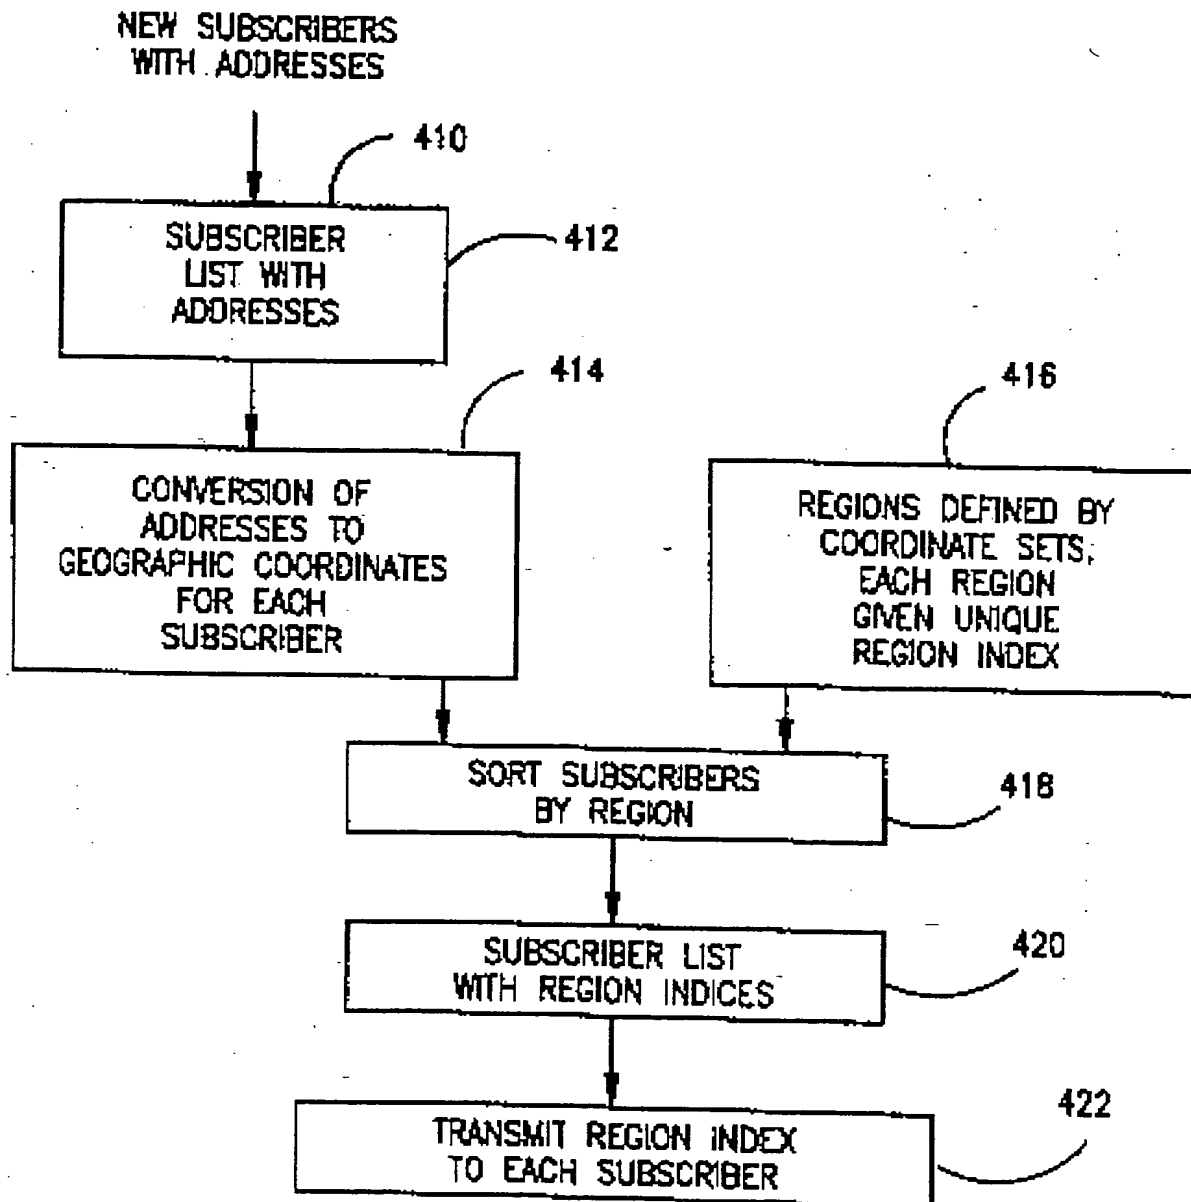 NEW SUBSCRIBERS
WITH ADDRESSES
410
SUBSCRIBER
LIST WITH
ADDRESSES
412
414
CONVERSION OF
ADDRESSES TO
GEOGRAPHIC COORDINATES
FOR EACH
SUBSCRIBER
416
REGIONS DEFINED BY
COORDINATE SETS,
EACH REGION
GIVEN UNIQUE
REGION INDEX
SORT SUBSCRIBERS
BY REGION
418
SUBSCRIBER LIST
WITH REGION INDICES
420
TRANSMIT REGION INDEX
TO EACH SUBSCRIBER
422